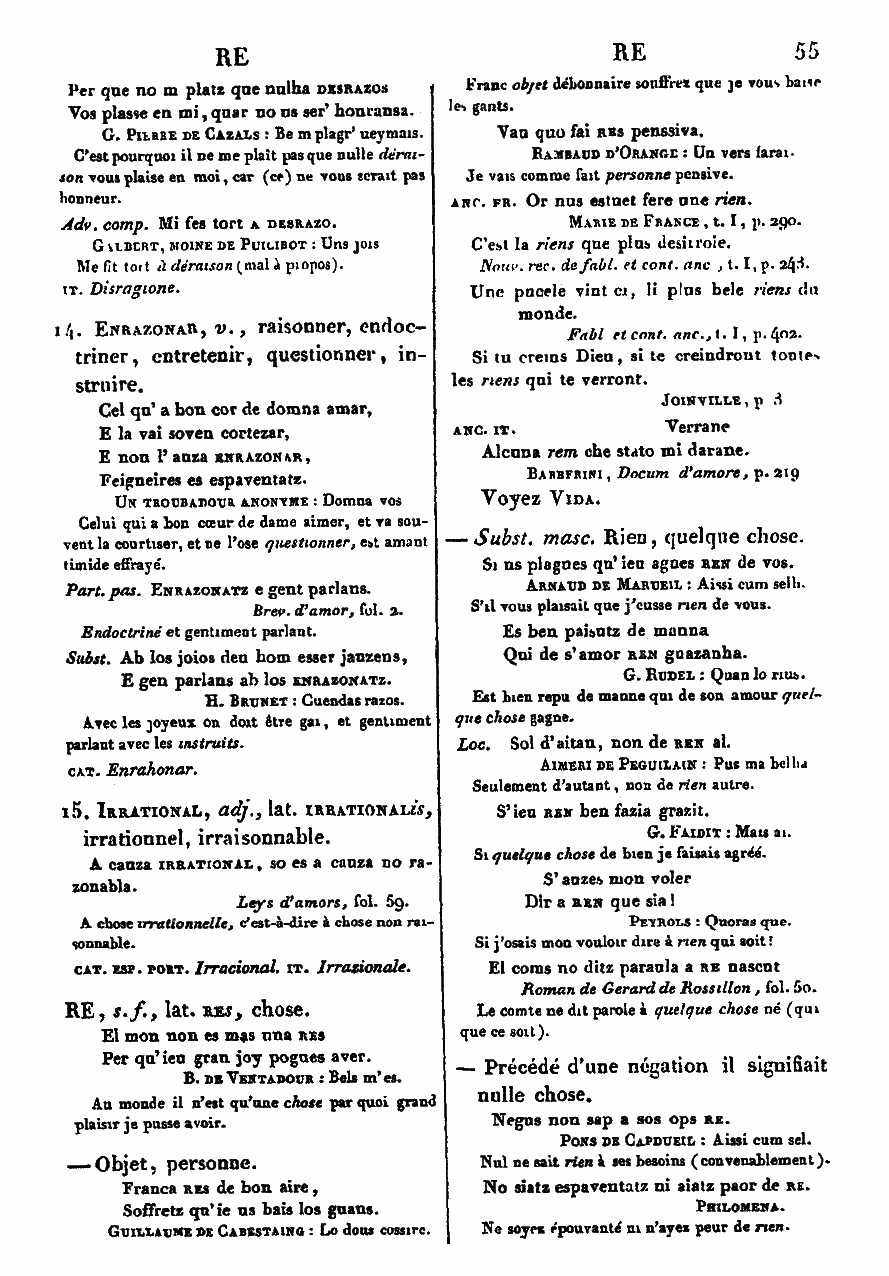 RE
RE 55
Per que no m platz que nulha DESRAZOS
Vos plasse en mi, quar no us ser' honransa.
G. PIERRE DE CAZALS : Be m plagr' ueymais.
C'est pourquoi il ne me plaît pas que nulle dérai-
son vous plaise en moi, car (ce) ne vous serait pas
honneur.
Adv. comp. Mi fes tort A DESRAZO.
GAUBERT, MOINE DE PUICIBOT : Uns jois
Me fit tort à déraison (mal à propos).
IT. Disragione.
14. ENRAZONAR, v., raisonner, endoc-
triner, entretenir, questionner, in-
struire.
Cel qu' a bon cor de domna amar,
E la vai soven cortezar,
E non l' auza ENRAZONAR,
Feigneires es espaventatz.
UN TROUBADOUR ANONYME : Domna vos
Celui qui a bon cœur de dame aimer, et va sou-
vent la courtiser, et ne l'ose questionner, est amant
timide effrayé.
Part. pas. ENRAZONATZ e gent parlans.
Brev. d'amor, fol. 2.
Endoctriné et gentiment parlant.
Subst. Ab los joios deu hom esser jauzens,
E gen parlans ab los ENRAZONATZ.
H. BRUNET : Cuendas razos.
Avec les joyeux on doit être gai, et gentiment
parlant avec les instruits.
CAT. Enrahonar.
15. IRRATIONAL, adj., lat. IRRATIONALis,
irrationnel, irraisonnable.
A cauza IRRATIONAL, so es a cauza no ra-
zonabla.
Leys d'amors, fol. 59.
A chose irrationnelle, c'est-à-dire à chose non rai-
sonnable.
CAT. ESP. PORT. Irracional. IT. Irrazionale.
RE, s.f., lat. RES, chose.
El mon non es mas una RES
Per qu'ieu gran joy pogues aver.
B. DE VENTADOUR : Bels m'es.
Au monde il n'est qu'une chose par quoi grand
plaisir je pusse avoir.
— Objet, personne.
Franca RES de bon aire,
Soffretz qu'ie us bais los guans.
GUILLAUME DE CABESTAING : Lo dous cossire.
Franc objet débonnaire souffrez que je vous baise
les gants.
Vau quo fai RES penssiva.
RAMBAUD D'ORANGE : Un vers farai.
Je vais comme fait personne pensive.
ANC. FR. Or nus estuet fere une rien.
MARIE DE FRANCE, t. I, p. 290.
C'est la riens que plus desirroie.
Nouv. rec. de fabl. et cont. anc., t. I, p. 243.
Une pucele vint ci, li plus bele riens du
monde.
Fabl et cont. anc., t. I, p. 402.
Si tu creins Dieu, si te creindront toutes
les riens qui te verront.
JOINVILLE, p 3
ANC. IT. Verrane
Alcuna rem che stato mi darane.
BARBERINI, Docum d'amore, p. 219
Voyez VIDA.
— Subst. masc. Rien, quelque chose.
Si us plagues qu' ieu agues REN de vos.
ARNAUD DE MARUEIL : Aissi cum selh.
S'il vous plaisait que j'eusse rien de vous.
Es ben paisutz de manna
Qui de s'amor REN guazanha.
G. RUDEL : Quan lo rius.
Est bien repu de manne qui de son amour quel-
que chose gagne.
Loc. Sol d'aitan, non de REN al.
AIMERI DE PEGUILAIN : Pus ma belha
Seulement d'autant, non de rien autre.
S'ieu REN ben fazia grazit.
G. FAIDIT : Mais ai.
Si quelque chose de bien je faisais agréé.
S' auzes mon voler
Dir a REN que sia!
PEYROLS : Quoras que.
Si j'osais mon vouloir dire à rien qui soit!
El coms no ditz paraula a RE nascut
Roman de Gerard de Rossillon, fol. 50.
Le comte ne dit parole à quelque chose né (qui
que ce soit).
— Précédé d'une négation il signifiait
nulle chose.
Negus non sap a sos ops RE.
PONS DE CAPDUEIL : Aissi cum sel.
Nul ne sait rien à ses besoins (convenablement).
No siatz espaventatz ni aiatz paor de RE.
PHILOMENA.
Ne soyez épouvanté ni n'ayez peur de rien.